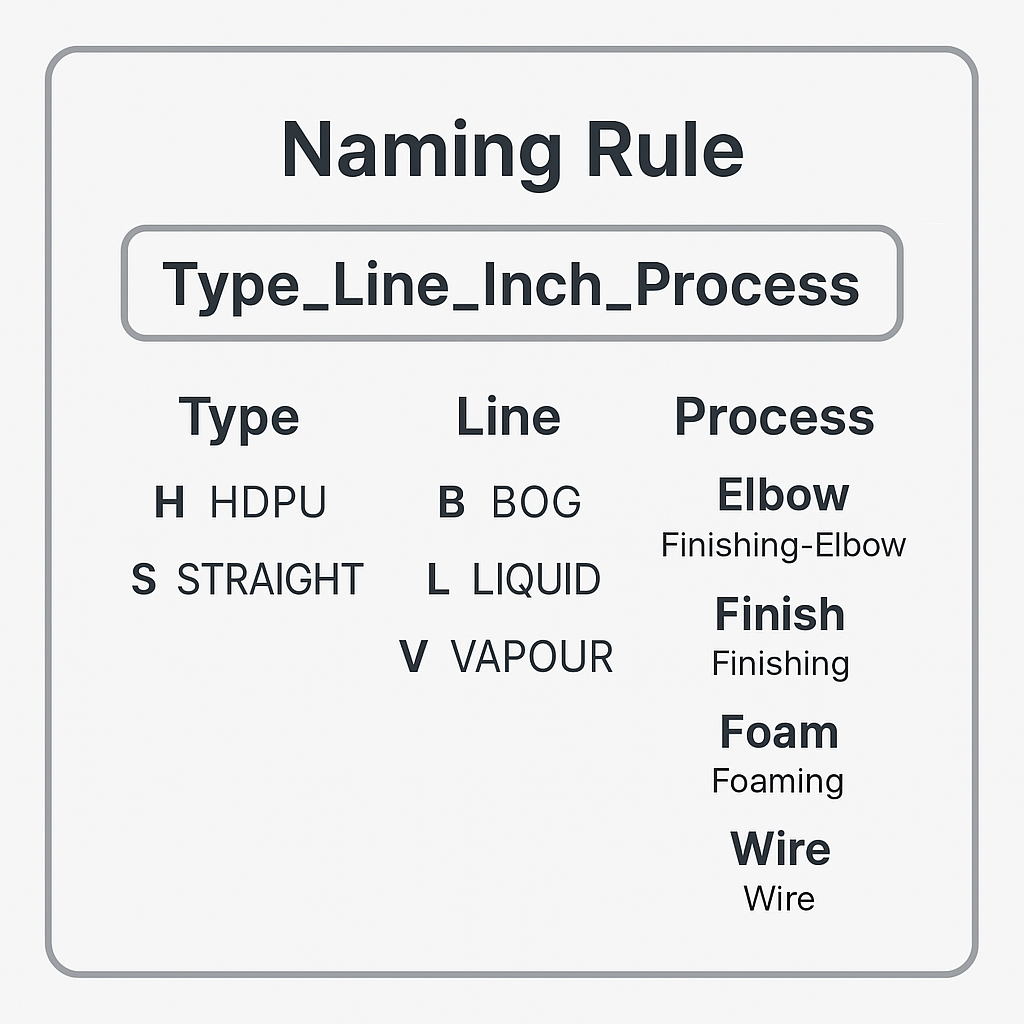 Naming Rule
Type_Line_Inch_Process
Type
H HDPU
S STRAIGHT
Line
B BOG
L LIQUID
V VAPOUR
Process
Elbow
Finishing-Elbow
Finish
Finishing
Foam
Foaming
Wire
Wire